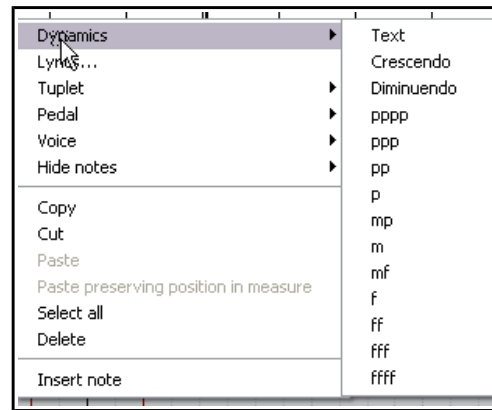 Dynamics
Lyrics...
Tuplet
Pedal
Voice
Hide notes
Copy
Cut
Paste
Paste preserving position in measure
Select all
Delete
Insert note
Text
Crescendo
Diminuendo
pppp
ppp
pp
p
mp
m
mf
f
ff
fff
ffff